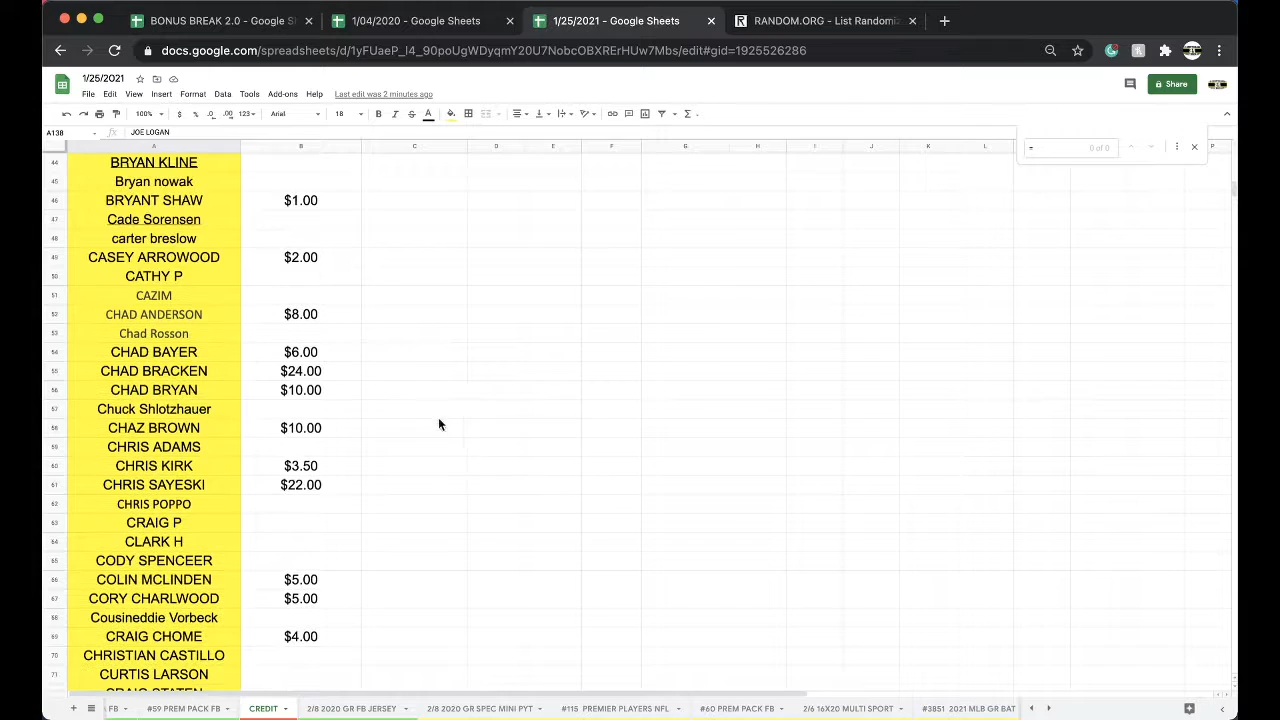 BONUS BREAK 2.0 - Google Sh
1/04/2020 - Google Sheets
1/25/2021 - Google Sheets
RANDOM.ORG - List Randomiz
docs.google.com/spreadsheets/d/1yFUaeP_I4_90poUgWDyqmY20U7NobcOBXRErHUw7Mbs/edit#gid=1925526286
1/25/2021
File Edit View Insert Format Data Tools Add-ons Help Last edit was 2 minutes ago
Share
100% $ % .0 .00 123 Arial 18 B I S A
A138 fx JOE LOGAN
= 0 of 0
A B C D E F G H I J K L P
44 BRYAN KLINE
45 Bryan nowak
46 BRYANT SHAW $1.00
47 Cade Sorensen
48 carter breslow
49 CASEY ARROWOOD $2.00
50 CATHY P
51 CAZIM
52 CHAD ANDERSON $8.00
53 Chad Rosson
54 CHAD BAYER $6.00
55 CHAD BRACKEN $24.00
56 CHAD BRYAN $10.00
57 Chuck Shlotzhauer
58 CHAZ BROWN $10.00
59 CHRIS ADAMS
60 CHRIS KIRK $3.50
61 CHRIS SAYESKI $22.00
62 CHRIS POPPO
63 CRAIG P
64 CLARK H
65 CODY SPENCEER
66 COLIN MCLINDEN $5.00
67 CORY CHARLWOOD $5.00
68 Cousineddie Vorbeck
69 CRAIG CHOME $4.00
70 CHRISTIAN CASTILLO
71 CURTIS LARSON
CRAIG STATEN
FB #59 PREM PACK FB CREDIT 2/8 2020 GR FB JERSEY 2/8 2020 GR SPEC MINI PYT #115 PREMIER PLAYERS NFL #60 PREM PACK FB 2/6 16X20 MULTI SPORT #3851 2021 MLB GR BAT